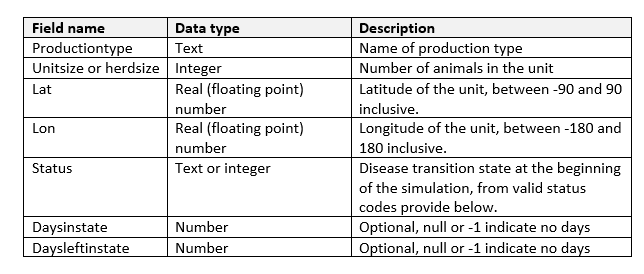 Field name Data type Description
Productiontype Text Name of production type
Unitsize or herdsize Integer Number of animals in the unit
Lat Real (floating point) Latitude of the unit, between -90 and 90
number inclusive.
Lon Real (floating point) Longitude of the unit, between -180 and
number 180 inclusive.
Status Text or integer Disease transition state at the beginning
of the simulation, from valid status
codes provide below.
Daysinstate Number Optional, null or -1 indicate no days
Daysleftinstate Number Optional, null or -1 indicate no days